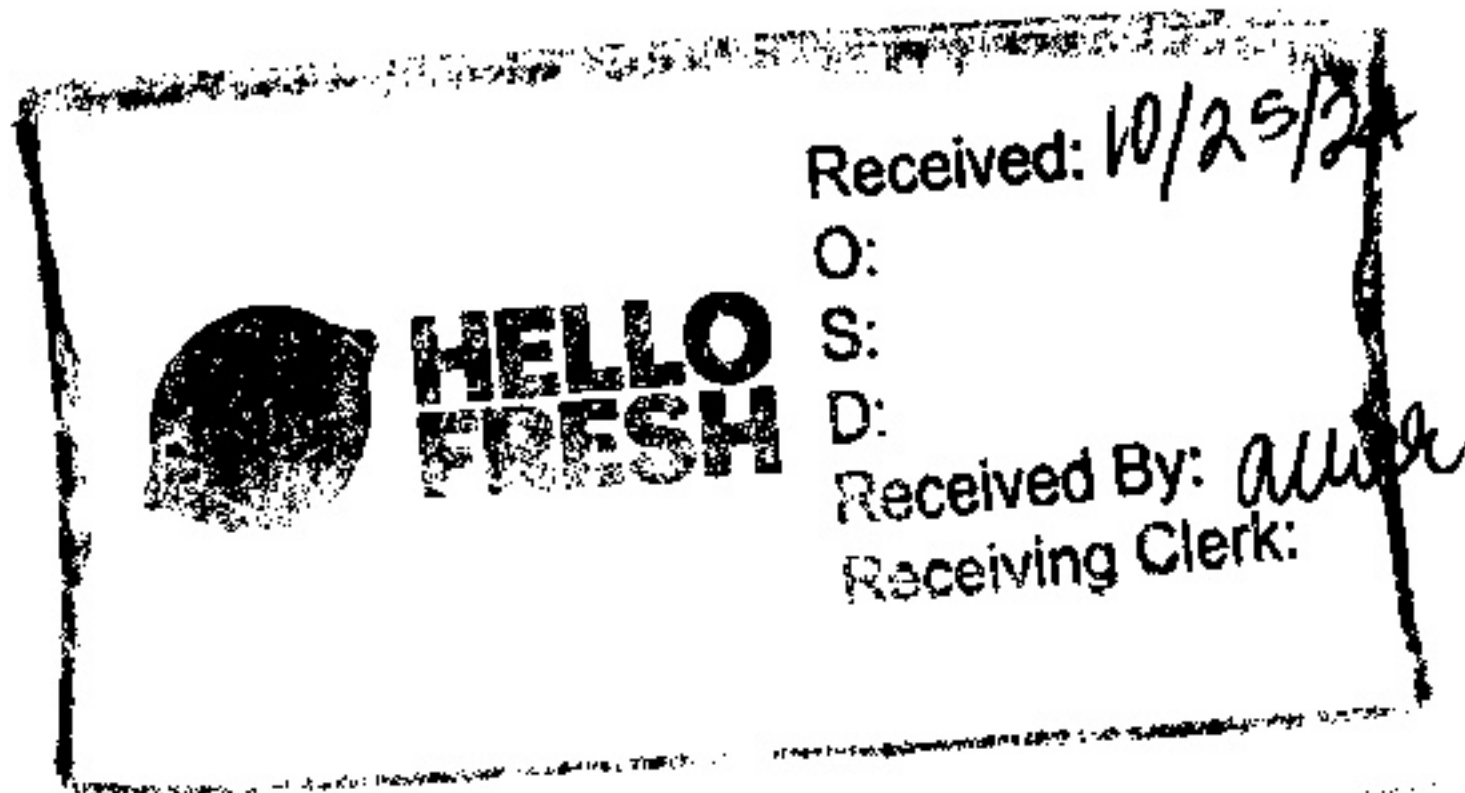 HELLO
FRESH
Received: 10/25/24
O:
S:
D:
Received By:
Receiving Clerk: